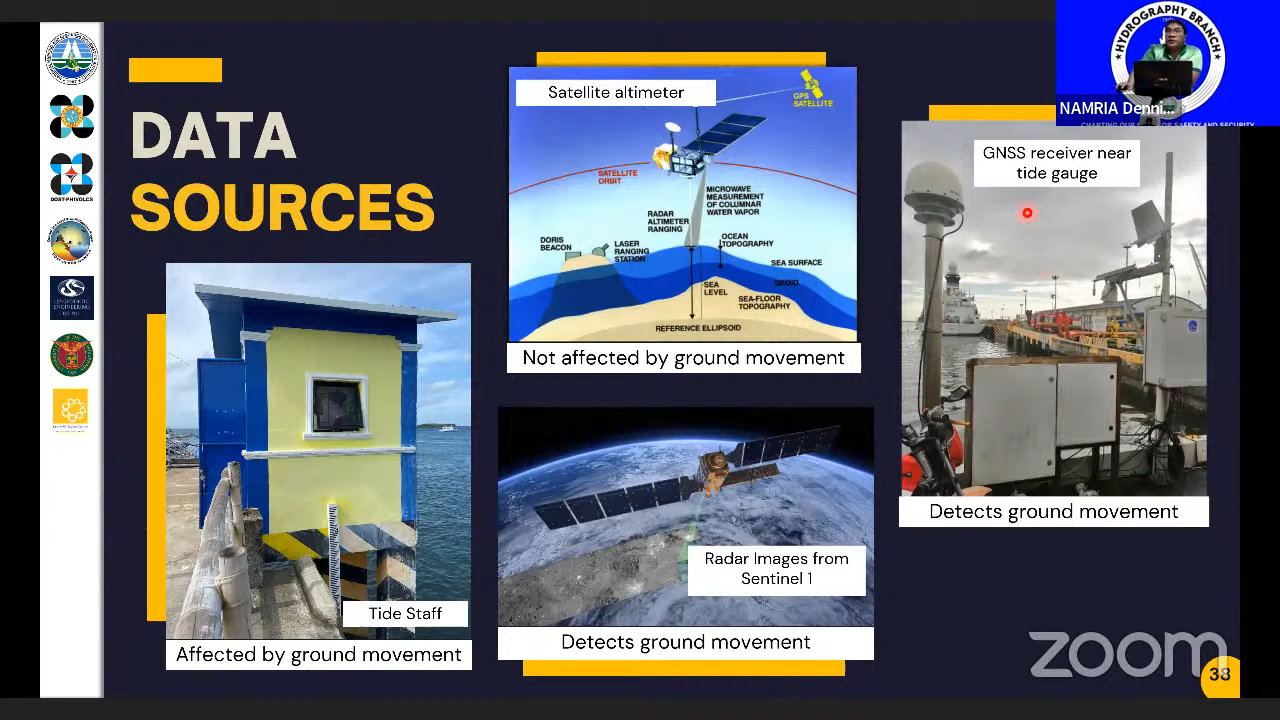 DATA
SOURCES
Satellite altimeter
GPS
SATELLITE
SATELLITE
ORBIT
MICROWAVE
MEASUREMENT
OF COLUMNAR
WATER VAPOR
RADAR
ALTIMETER
RANGING
DORIS
BEACON
LASER
RANGING
STATION
OCEAN
TOPOGRAPHY
SEA SURFACE
GEOID
SEA
LEVEL
SEA-FLOOR
TOPOGRAPHY
REFERENCE ELLIPSOID
Not affected by ground movement
HYDROGRAPHY BRANCH
NAMRIA Denni...
GNSS receiver near
tide gauge
Detects ground movement
Radar Images from
Sentinel 1
Detects ground movement
Tide Staff
Affected by ground movement
DOST-PHIVOLCS
zoom
33